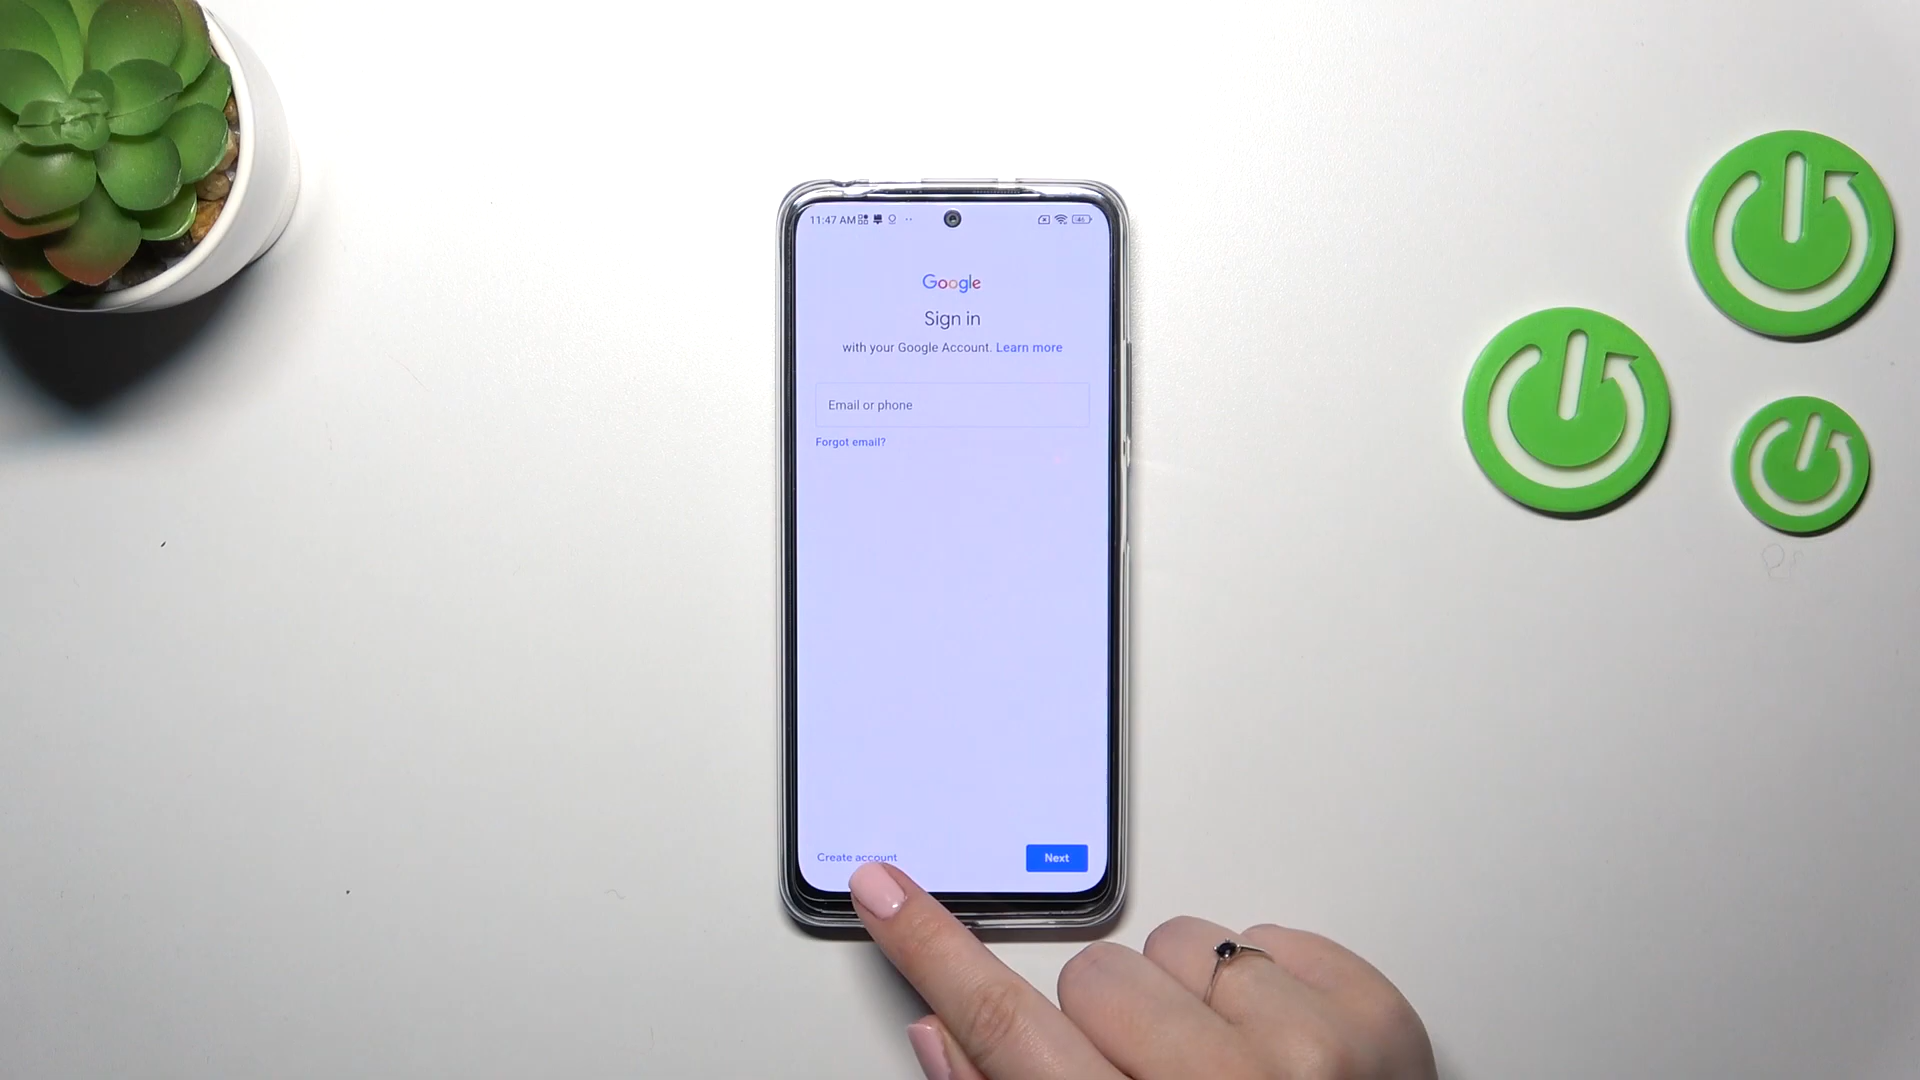 11:47 AM
Google
Sign in
with your Google Account. Learn more
Email or phone
Forgot email?
Create account
Next